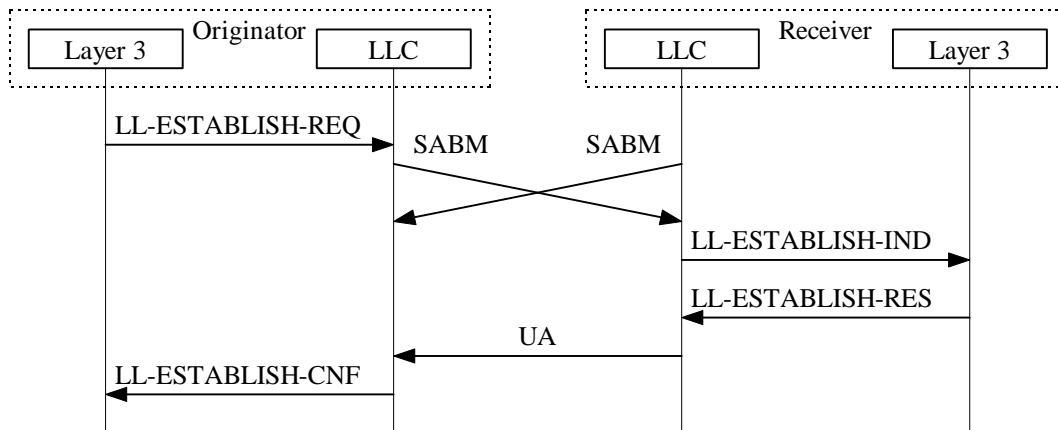 Originator
Receiver
Layer 3
LLC
LLC
Layer 3
LL-ESTABLISH-REQ
SABM
SABM
LL-ESTABLISH-IND
LL-ESTABLISH-RES
UA
LL-ESTABLISH-CNF